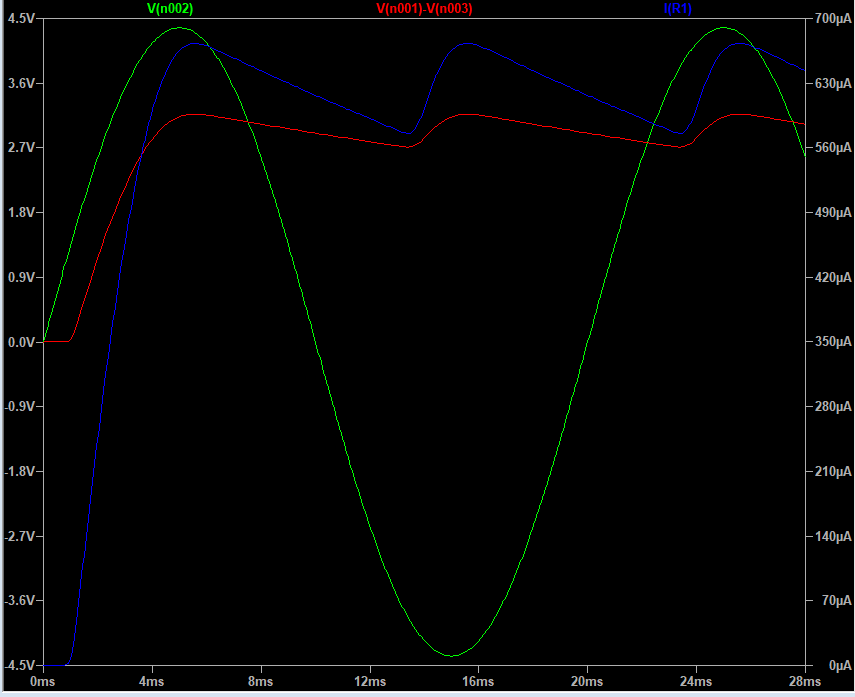 V(n002) V(n001)-V(n003) I(R1)
4.5V 700µA
3.6V 630µA
2.7V 560µA
1.8V 490µA
0.9V 420µA
0.0V 350µA
-0.9V 280µA
-1.8V 210µA
-2.7V 140µA
-3.6V 70µA
-4.5V 0µA
0ms 4ms 8ms 12ms 16ms 20ms 24ms 28ms